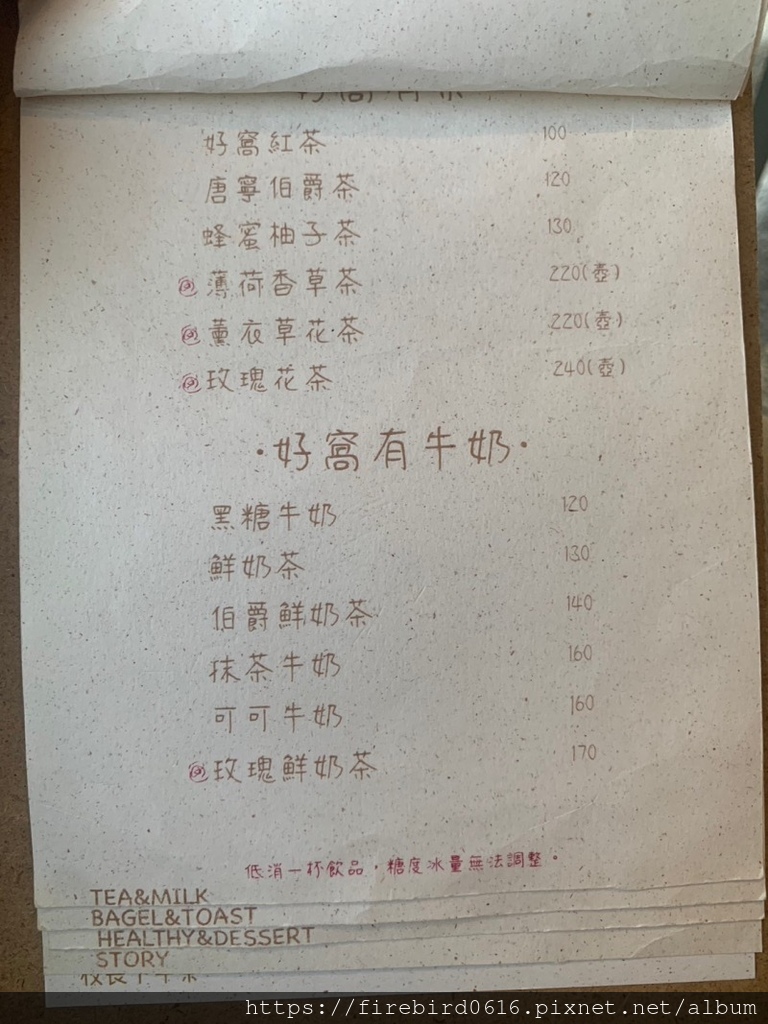 好窩有茶
好窩紅茶 100
唐寧伯爵茶 120
蜂蜜柚子茶 130
薄荷香草茶 220(壺)
薰衣草花茶 220(壺)
玫瑰花茶 240(壺)
·好窩有牛奶·
黑糖牛奶 120
鮮奶茶 130
伯爵鮮奶茶 140
抹茶牛奶 160
可可牛奶 160
玫瑰鮮奶茶 170
低消一杯飲品，糖度冰量無法調整。
TEA&MILK
BAGEL&TOAST
HEALTHY&DESSERT
STORY
https://firebird0616.pixnet.net/album